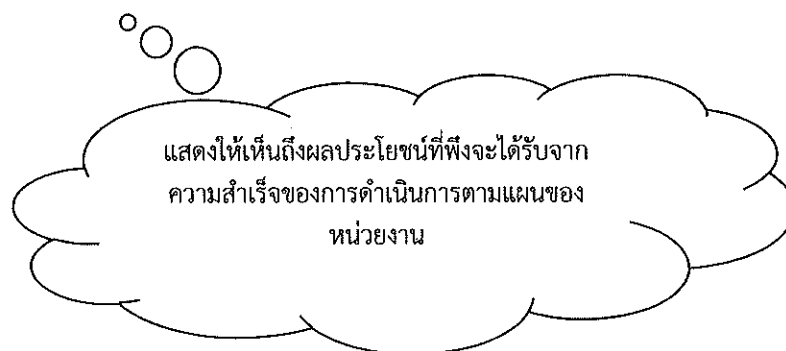 แสดงให้เห็นถึงผลประโยชน์ที่พึงจะได้รับจาก
ความสำเร็จของการดำเนินการตามแผนของ
หน่วยงาน